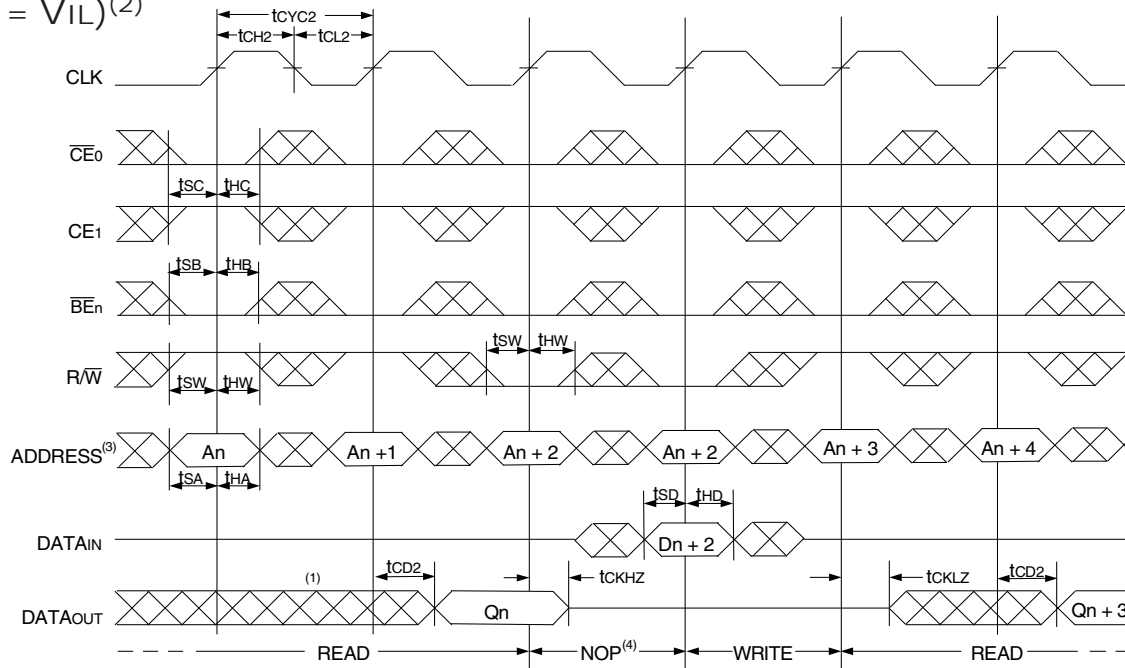 = VIL)(2)
tCYC2
tCH2 tCL2
CLK
CE0
tSC tHC
CE1
tSB tHB
BEn
tSW tHW
R/W
tSW tHW
ADDRESS(3) An An +1 An + 2 An + 2 An + 3 An + 4
tSA tHA
tSD tHD
DATAIN Dn + 2
(1) tCD2 tCKHZ tCKLZ tCD2
DATAOUT Qn Qn + 3
READ NOP(4) WRITE READ